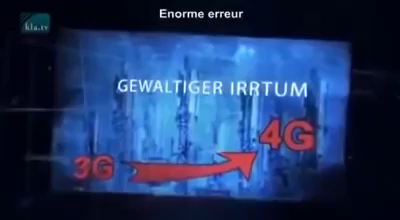 Enorme erreur
kla.tv
GEWALTIGER IRRTUM
4G
3G